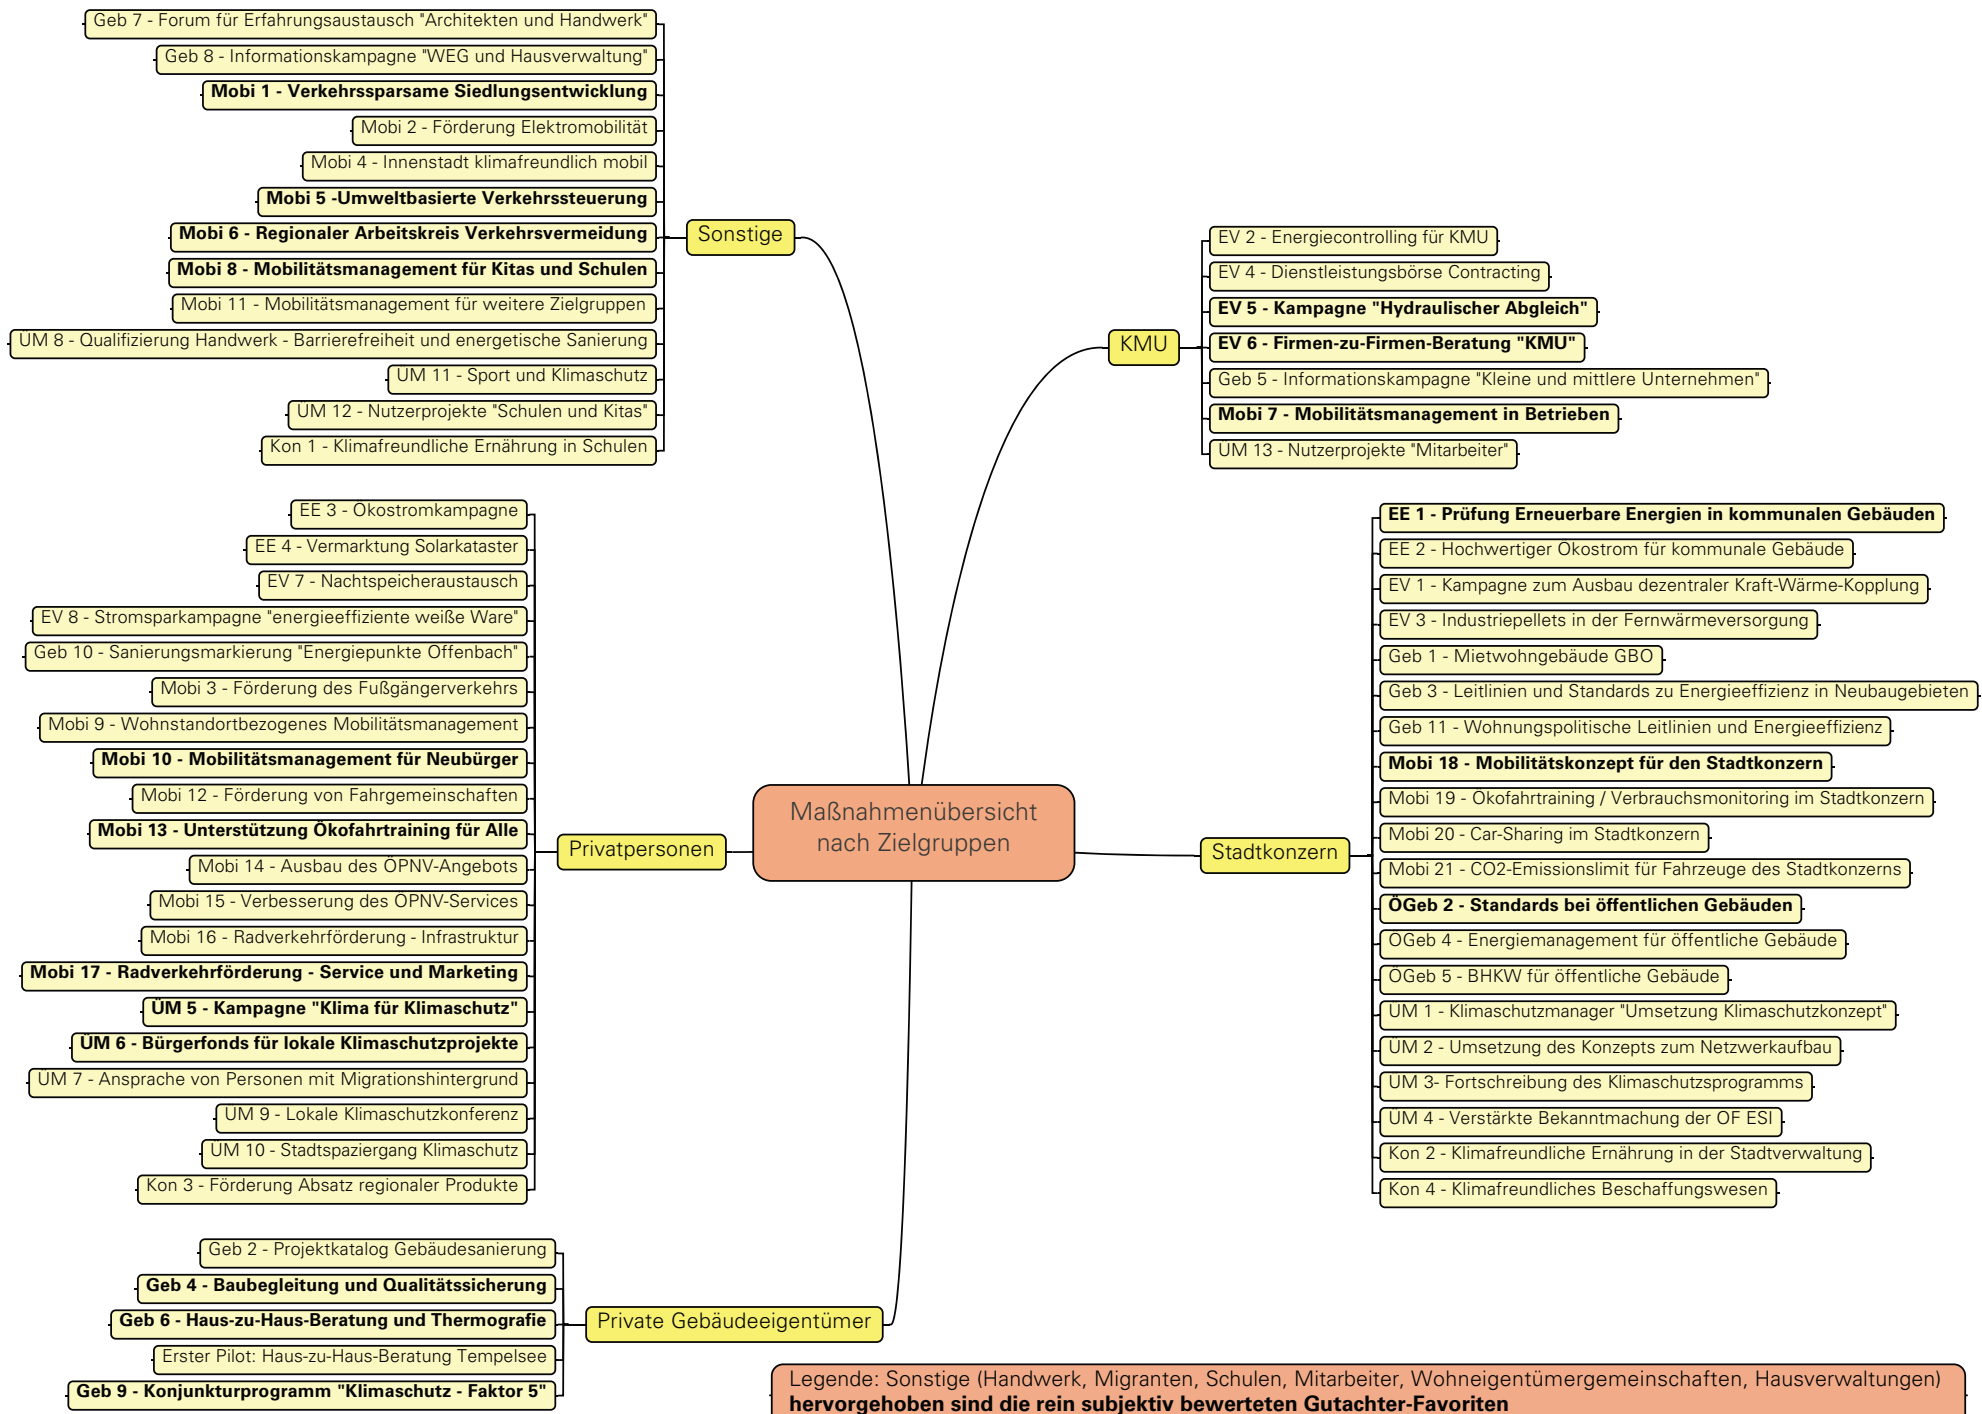 Geb 7 - Forum für Erfahrungsaustausch "Architekten und Handwerk"
Geb 8 - Informationskampagne "WEG und Hausverwaltung"
Mobi 1 - Verkehrssparsame Siedlungsentwicklung
Mobi 2 - Förderung Elektromobilität
Mobi 4 - Innenstadt klimafreundlich mobil
Mobi 5 -Umweltbasierte Verkehrssteuerung
Mobi 6 - Regionaler Arbeitskreis Verkehrsvermeidung
Mobi 8 - Mobilitätsmanagement für Kitas und Schulen
Mobi 11 - Mobilitätsmanagement für weitere Zielgruppen
ÜM 8 - Qualifizierung Handwerk - Barrierefreiheit und energetische Sanierung
ÜM 11 - Sport und Klimaschutz
ÜM 12 - Nutzerprojekte "Schulen und Kitas"
Kon 1 - Klimafreundliche Ernährung in Schulen
Sonstige
EV 2 - Energiecontrolling für KMU
EV 4 - Dienstleistungsbörse Contracting
EV 5 - Kampagne "Hydraulischer Abgleich"
EV 6 - Firmen-zu-Firmen-Beratung "KMU"
Geb 5 - Informationskampagne "Kleine und mittlere Unternehmen"
Mobi 7 - Mobilitätsmanagement in Betrieben
ÜM 13 - Nutzerprojekte "Mitarbeiter"
KMU
EE 3 - Ökostromkampagne
EE 4 - Vermarktung Solarkataster
EV 7 - Nachtspeicheraustausch
EV 8 - Stromsparkampagne "energieeffiziente weiße Ware"
Geb 10 - Sanierungsmarkierung "Energiepunkte Offenbach"
Mobi 3 - Förderung des Fußgängerverkehrs
Mobi 9 - Wohnstandortbezogenes Mobilitätsmanagement
Mobi 10 - Mobilitätsmanagement für Neubürger
Mobi 12 - Förderung von Fahrgemeinschaften
Mobi 13 - Unterstützung Ökofahrtraining für Alle
Mobi 14 - Ausbau des ÖPNV-Angebots
Mobi 15 - Verbesserung des ÖPNV-Services
Mobi 16 - Radverkehrförderung - Infrastruktur
Mobi 17 - Radverkehrförderung - Service und Marketing
ÜM 5 - Kampagne "Klima für Klimaschutz"
ÜM 6 - Bürgerfonds für lokale Klimaschutzprojekte
ÜM 7 - Ansprache von Personen mit Migrationshintergrund
ÜM 9 - Lokale Klimaschutzkonferenz
ÜM 10 - Stadtspaziergang Klimaschutz
Kon 3 - Förderung Absatz regionaler Produkte
Privatpersonen
Maßnahmenübersicht
nach Zielgruppen
Stadtkonzern
EE 1 - Prüfung Erneuerbare Energien in kommunalen Gebäuden
EE 2 - Hochwertiger Ökostrom für kommunale Gebäude
EV 1 - Kampagne zum Ausbau dezentraler Kraft-Wärme-Kopplung
EV 3 - Industriepellets in der Fernwärmeversorgung
Geb 1 - Mietwohngebäude GBO
Geb 3 - Leitlinien und Standards zu Energieeffizienz in Neubaugebieten
Geb 11 - Wohnungspolitische Leitlinien und Energieeffizienz
Mobi 18 - Mobilitätskonzept für den Stadtkonzern
Mobi 19 - Ökofahrtraining / Verbrauchsmonitoring im Stadtkonzern
Mobi 20 - Car-Sharing im Stadtkonzern
Mobi 21 - CO2-Emissionslimit für Fahrzeuge des Stadtkonzerns
ÖGeb 2 - Standards bei öffentlichen Gebäuden
ÖGeb 4 - Energiemanagement für öffentliche Gebäude
ÖGeb 5 - BHKW für öffentliche Gebäude
ÜM 1 - Klimaschutzmanager "Umsetzung Klimaschutzkonzept"
ÜM 2 - Umsetzung des Konzepts zum Netzwerkaufbau
ÜM 3- Fortschreibung des Klimaschutzsprogramms
ÜM 4 - Verstärkte Bekanntmachung der OF ESI
Kon 2 - Klimafreundliche Ernährung in der Stadtverwaltung
Kon 4 - Klimafreundliches Beschaffungswesen
Geb 2 - Projektkatalog Gebäudesanierung
Geb 4 - Baubegleitung und Qualitätssicherung
Geb 6 - Haus-zu-Haus-Beratung und Thermografie
Erster Pilot: Haus-zu-Haus-Beratung Tempelsee
Geb 9 - Konjunkturprogramm "Klimaschutz - Faktor 5"
Private Gebäudeeigentümer
Legende: Sonstige (Handwerk, Migranten, Schulen, Mitarbeiter, Wohneigentümergemeinschaften, Hausverwaltungen)
hervorgehoben sind die rein subjektiv bewerteten Gutachter-Favoriten